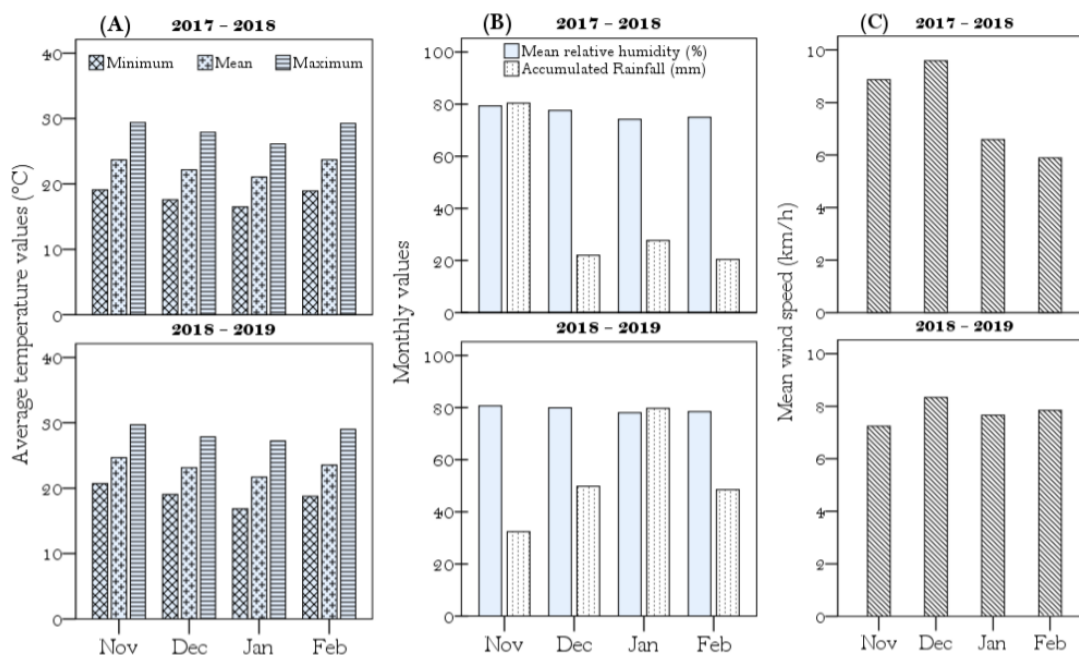 (A)
2017 – 2018
Average temperature values (°C)
40
30
20
10
0
Minimum
Mean
Maximum
2018 – 2019
40
30
20
10
0
Nov
Dec
Jan
Feb
(B)
2017 – 2018
Monthly values
100
80
60
40
20
0
Mean relative humidity (%)
Accumulated Rainfall (mm)
2018 – 2019
100
80
60
40
20
0
Nov
Dec
Jan
Feb
(C)
2017 – 2018
Mean wind speed (km/h)
10
8
6
4
2
0
2018 – 2019
10
8
6
4
2
0
Nov
Dec
Jan
Feb